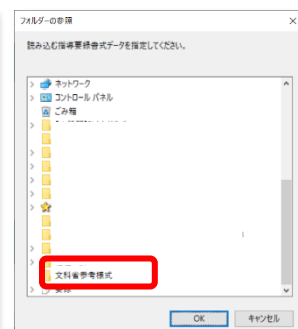 フォルダーの参照
読み込む指導要録書式データを指定してください。
ネットワーク
コントロール パネル
ごみ箱
文科省参考様式
OK
キャンセル